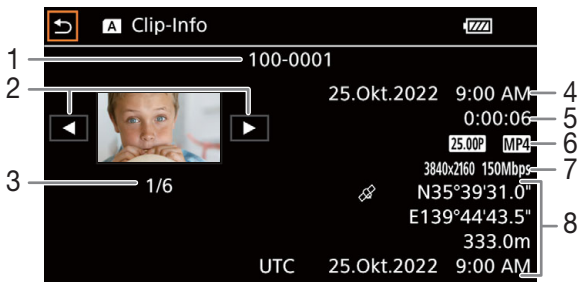 A Clip-Info
1 100-0001
2
25.Okt.2022 9:00 AM 4
0:00:06 5
25.00P MP4 6
3840x2160 150Mbps 7
3 1/6
N35°39'31.0"
E139°44'43.5" 8
333.0m
UTC 25.Okt.2022 9:00 AM